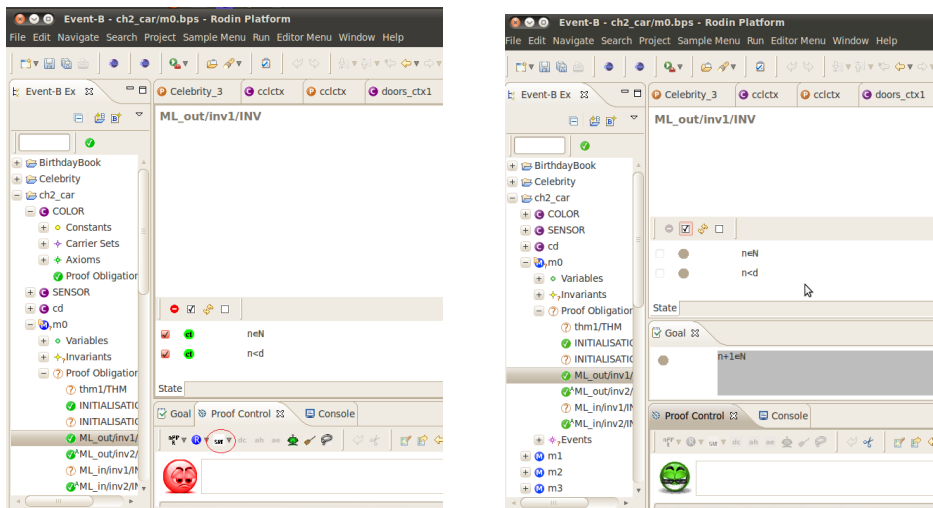 Event-B - ch2_car/m0.bps - Rodin Platform
File Edit Navigate Search Project Sample Menu Run Editor Menu Window Help
Event-B Ex
Celebrity_3 cclctx cclctx doors_ctx1
ML_out/inv1/INV
BirthdayBook
Celebrity
ch2_car
COLOR
Constants
Carrier Sets
Axioms
Proof Obligation
SENSOR
cd
m0
Variables
Invariants
Proof Obligation
thm1/THM
INITIALISATIO
INITIALISATIO
ML_out/inv1/
ML_out/inv2/
ML_in/inv1/IN
ML_in/inv2/IN
ct n∈N
ct n<d
State
Goal Proof Control Console
Event-B - ch2_car/m0.bps - Rodin Platform
File Edit Navigate Search Project Sample Menu Run Editor Menu Window Help
Event-B Ex
Celebrity_3 cclctx cclctx doors_ctx1
ML_out/inv1/INV
BirthdayBook
Celebrity
ch2_car
COLOR
SENSOR
cd
m0
Variables
Invariants
Proof Obligation
thm1/THM
INITIALISATIO
INITIALISATIO
ML_out/inv1/
ML_out/inv2/
ML_in/inv1/IN
ML_in/inv2/IN
Events
m1
m2
m3
n∈N
n<d
State
Goal
n+1∈N
Proof Control Console